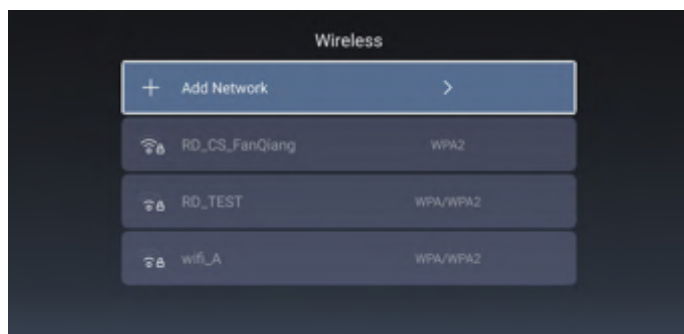 Wireless
Add Network
RD_CS_FanQiang WPA2
RD_TEST WPA/WPA2
wifi_A WPA/WPA2